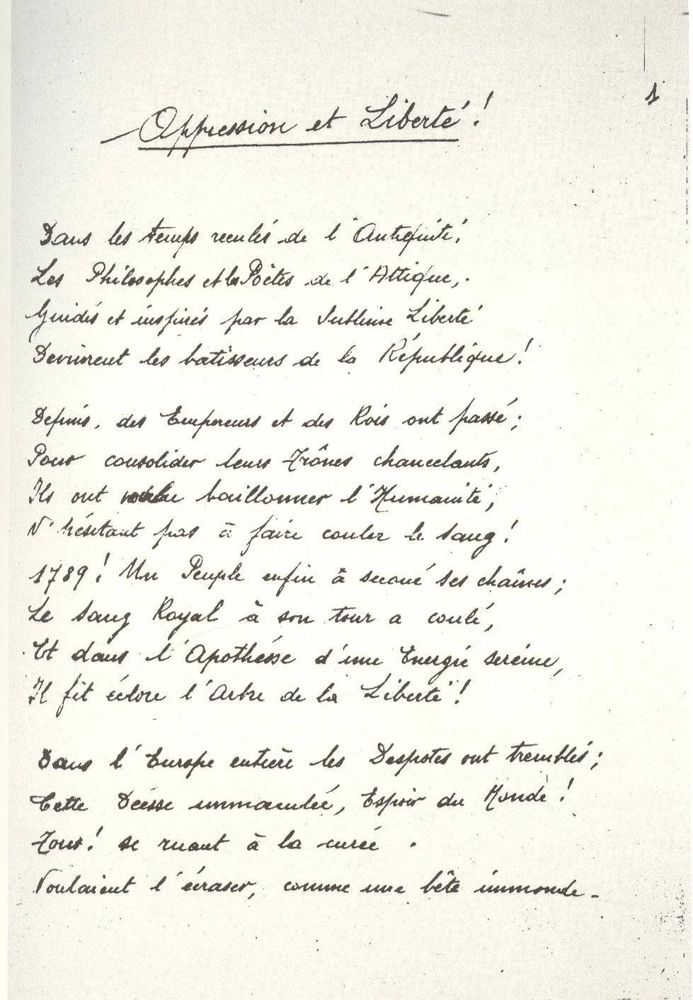 1
Oppression et Liberté !
Dans les temps reculés de l'Antiquité,
Les Philosophes et les Poètes de l'Attique,
Guidés et inspirés par la Sublime Liberté
Devinrent les batisseurs de la République !
Depuis, des Empereurs et des Rois ont passé ;
Pour consolider leurs Trônes chancelants,
Ils ont voulu baillonner l'Humanité ;
N'hésitant pas à faire couler le sang !
1789 ! Un Peuple enfin à secoué ses chaînes ;
Le Sang Royal à son tour a coulé,
Et dans l'Apothésse d'une Energie sereine,
Il fit éclore l'Arbre de la Liberté !
Dans l'Europe entière les Despotes ont tremblés ;
Cette Déesse immaculée, Espoir du Monde !
Tous ! se ruant à la curée .
Voulaient l'écraser, comme une bête immonde -